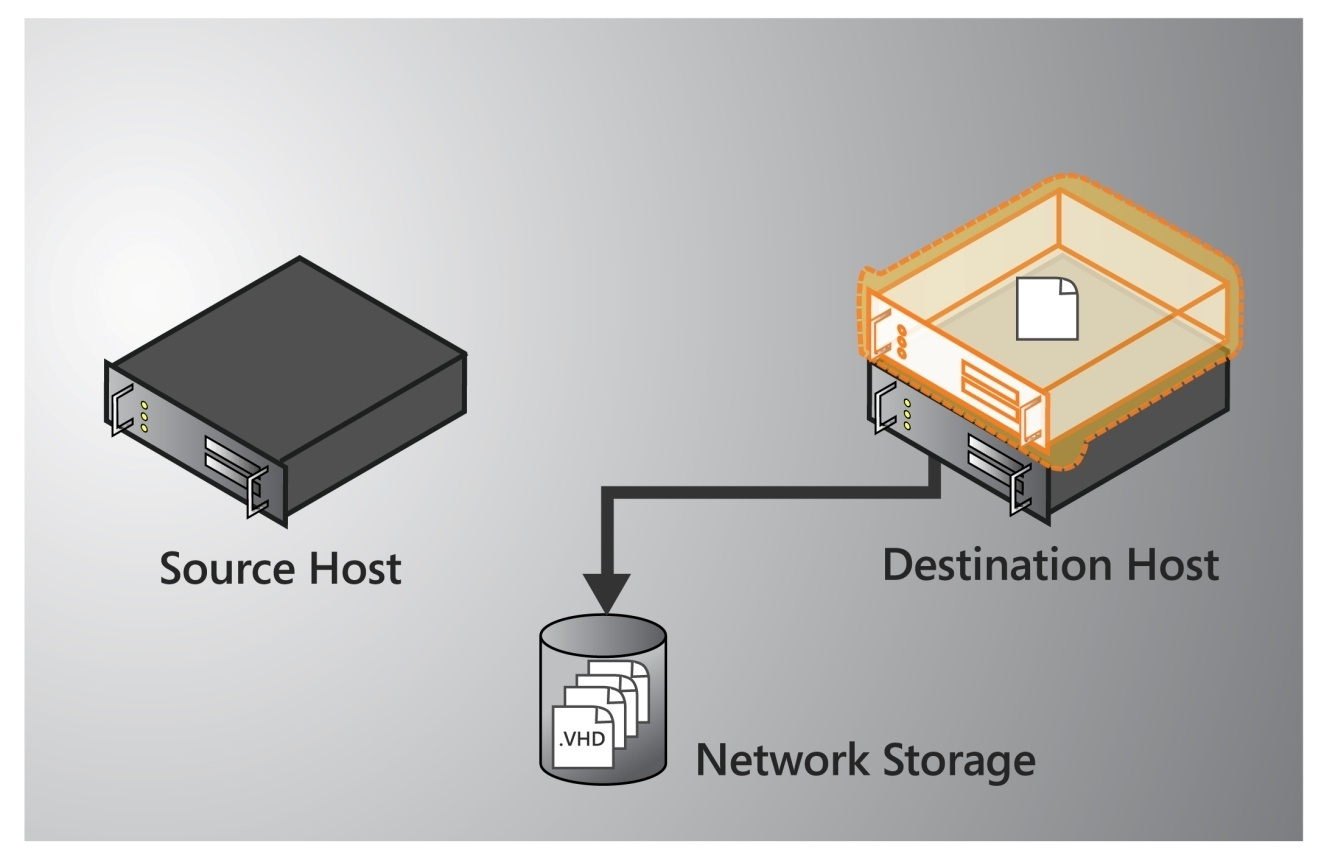 Source Host
Destination Host
.VHD
Network Storage